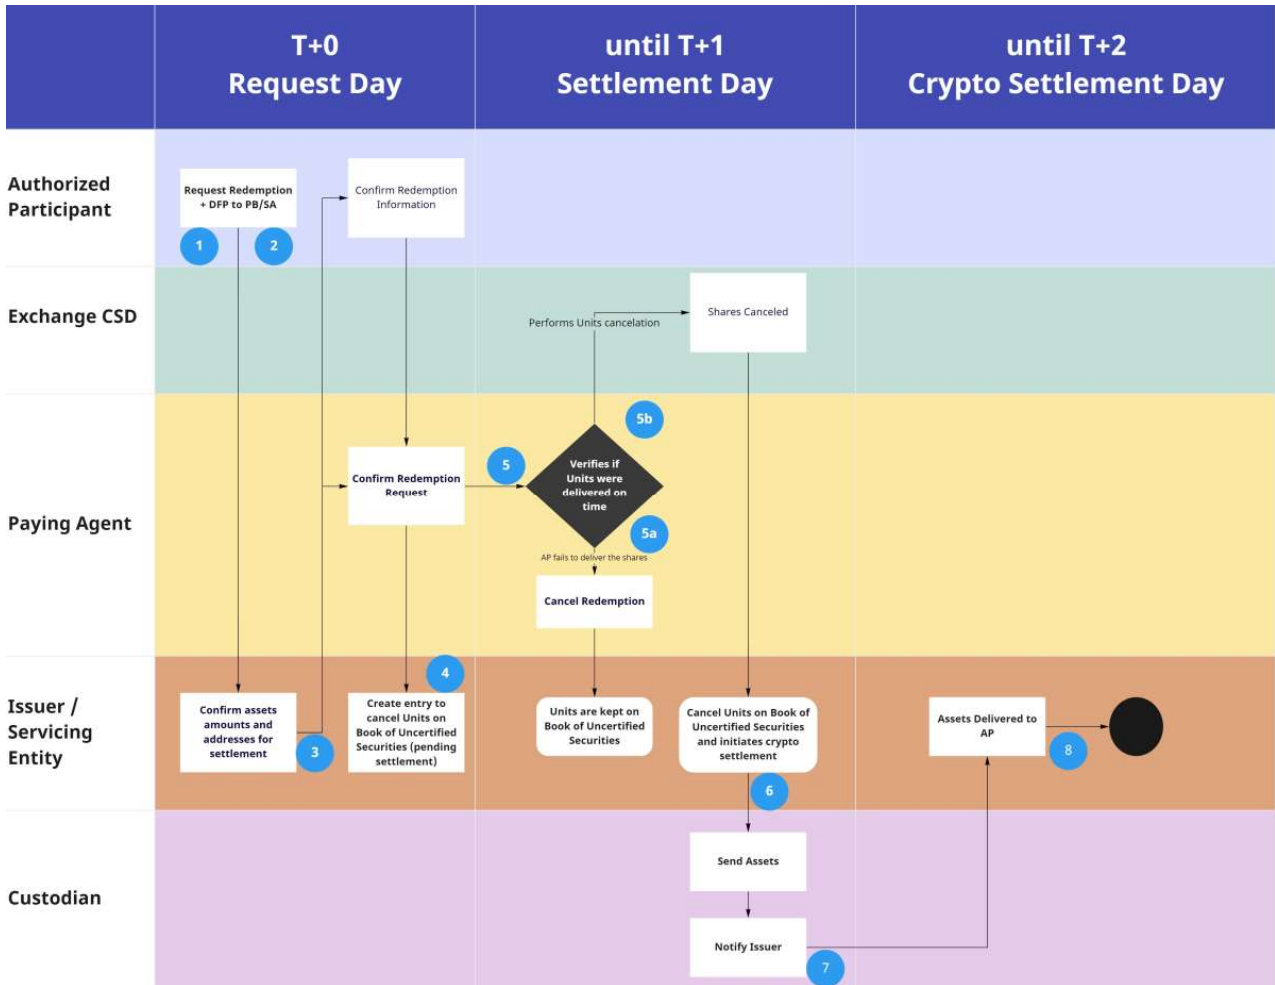 T+0
Request Day
until T+1
Settlement Day
until T+2
Crypto Settlement Day
Authorized
Participant
Request Redemption
+ DFP to PB/SA
1
2
Confirm Redemption
Information
Exchange CSD
Performs Units cancelation
Shares Canceled
Paying Agent
Confirm Redemption
Request
5
Verifies if
Units were
delivered on
time
5b
5a
AP fails to deliver the shares
Cancel Redemption
Issuer /
Servicing
Entity
Confirm assets
amounts and
addresses for
settlement
3
4
Create entry to
cancel Units on
Book of Uncertified
Securities (pending
settlement)
Units are kept on
Book of Uncertified
Securities
Cancel Units on Book of
Uncertified Securities
and initiates crypto
settlement
6
Assets Delivered to
AP
8
Custodian
Send Assets
Notify Issuer
7